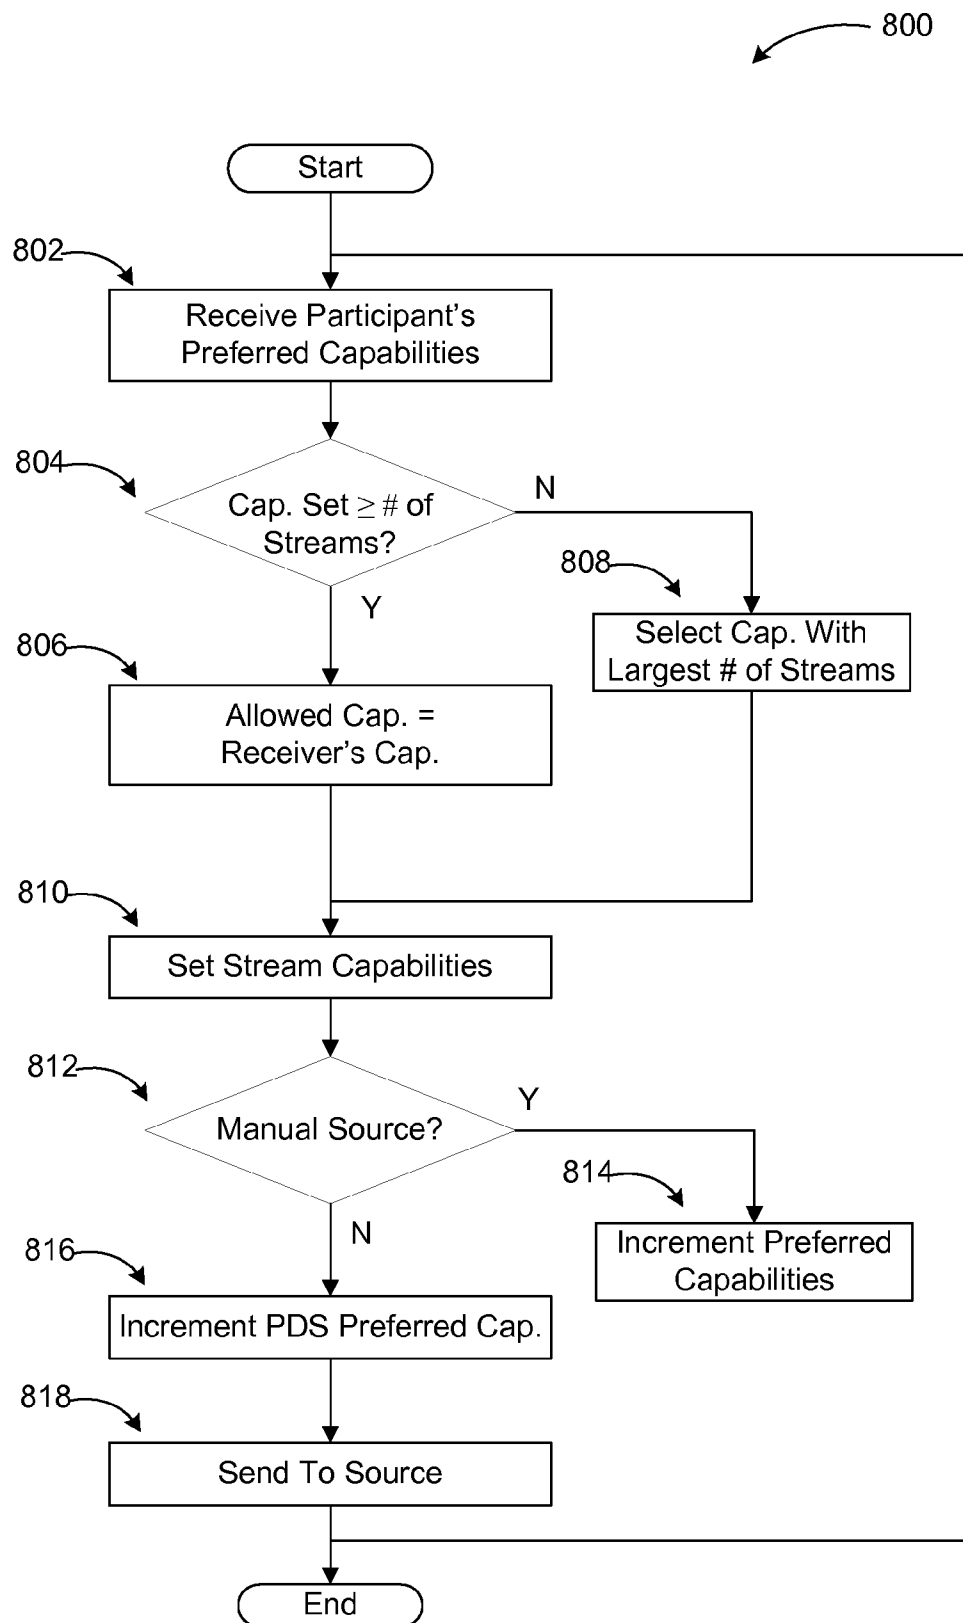 800
Start
802
Receive Participant's
Preferred Capabilities
804
Cap. Set ≥ # of
Streams?
N
Y
808
Select Cap. With
Largest # of Streams
806
Allowed Cap. =
Receiver's Cap.
810
Set Stream Capabilities
812
Manual Source?
Y
N
814
Increment Preferred
Capabilities
816
Increment PDS Preferred Cap.
818
Send To Source
End